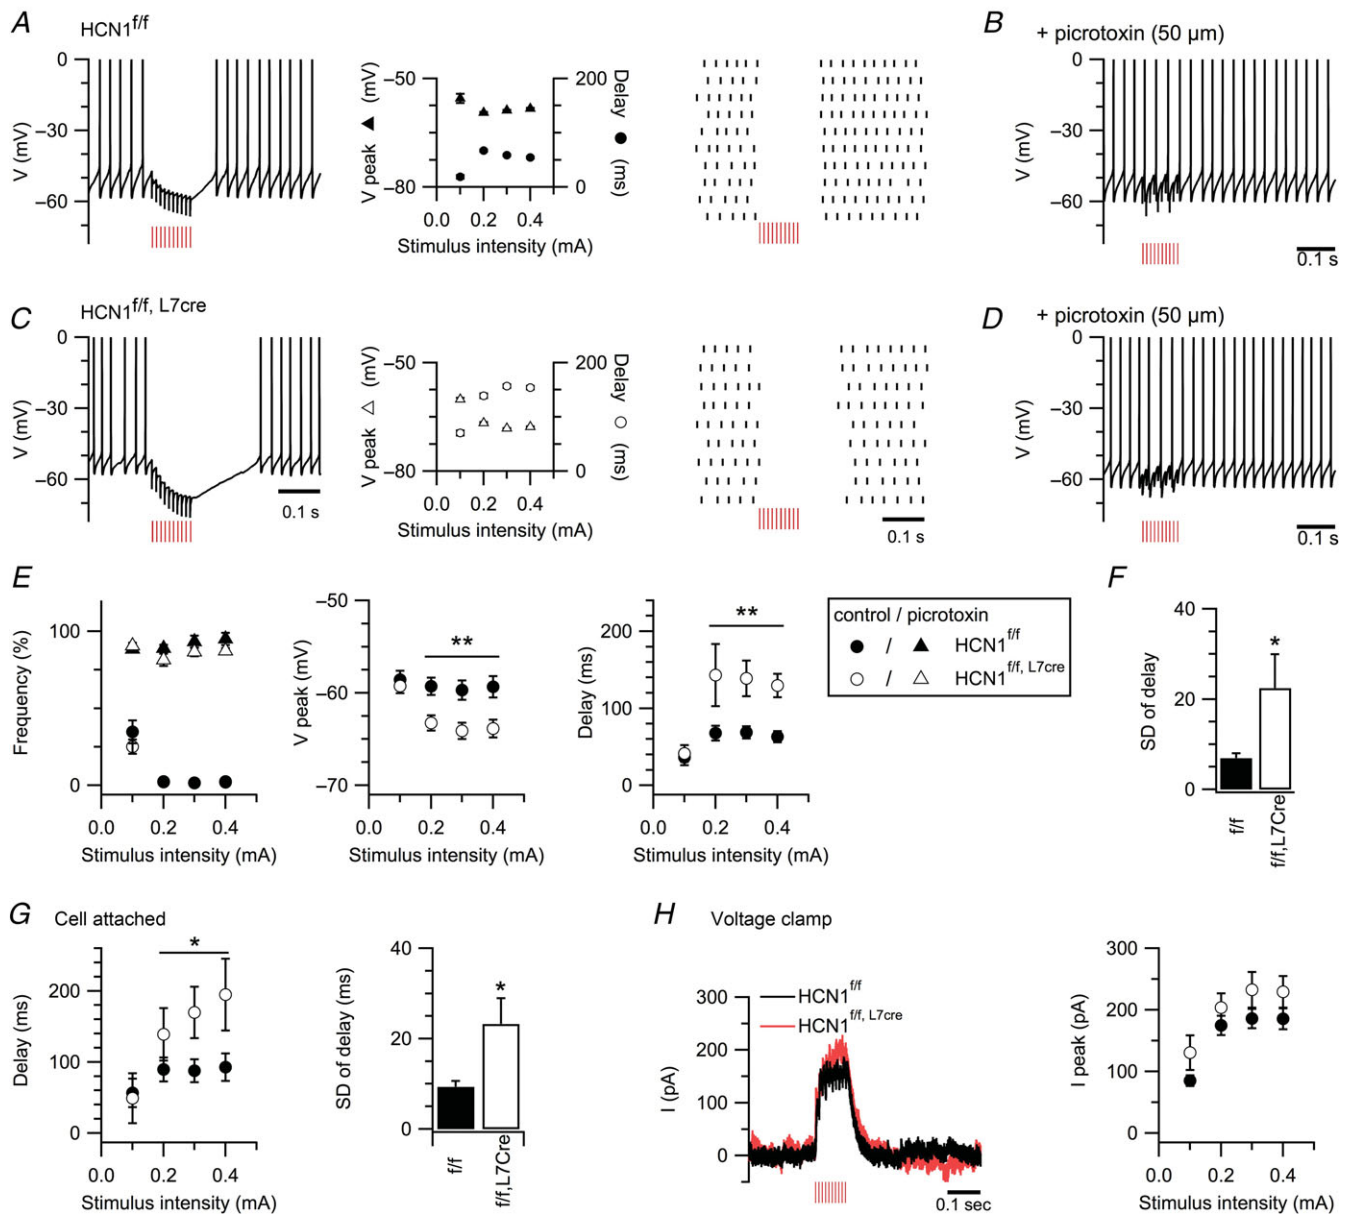 A HCN1f/f
0
−30
−60
V (mV)
−50
−80
V peak ▲ (mV)
200
0
Delay ● (ms)
0.0 0.2 0.4
Stimulus intensity (mA)
B + picrotoxin (50 µm)
0
−30
−60
V (mV)
0.1 s
C HCN1f/f, L7cre
0
−30
−60
V (mV)
0.1 s
−50
−80
V peak △ (mV)
200
0
Delay ○ (ms)
0.0 0.2 0.4
Stimulus intensity (mA)
0.1 s
D + picrotoxin (50 µm)
0
−30
−60
V (mV)
0.1 s
E
100
0
Frequency (%)
0.0 0.2 0.4
Stimulus intensity (mA)
−50
−60
−70
V peak (mV)
**
0.0 0.2 0.4
Stimulus intensity (mA)
200
100
0
Delay (ms)
**
0.0 0.2 0.4
Stimulus intensity (mA)
control / picrotoxin
● / ▲ HCN1f/f
○ / △ HCN1f/f, L7cre
F
40
20
0
SD of delay
*
f/f
f/f,L7Cre
G Cell attached
200
100
0
Delay (ms)
*
0.0 0.2 0.4
Stimulus intensity (mA)
40
20
0
SD of delay (ms)
*
f/f
f/f,L7Cre
H Voltage clamp
300
200
100
0
I (pA)
HCN1f/f
HCN1f/f, L7cre
0.1 sec
300
200
100
0
I peak (pA)
0.0 0.2 0.4
Stimulus intensity (mA)